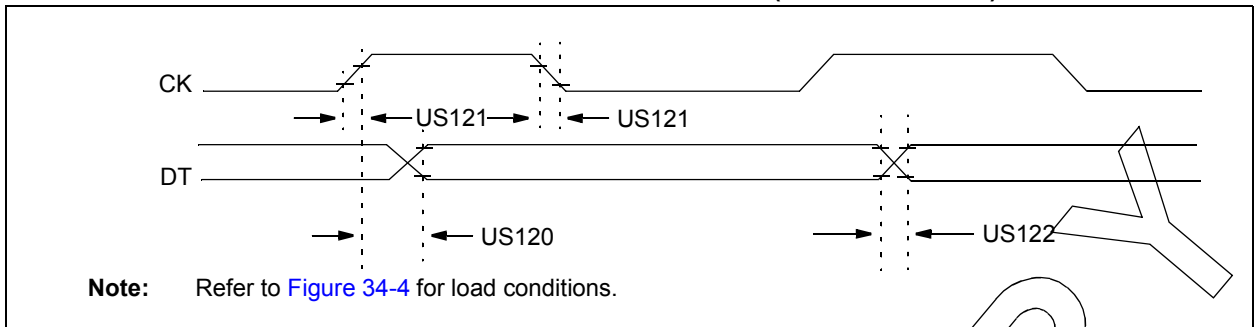 CK
US121 US121
DT
US120 US122
Note: Refer to Figure 34-4 for load conditions.